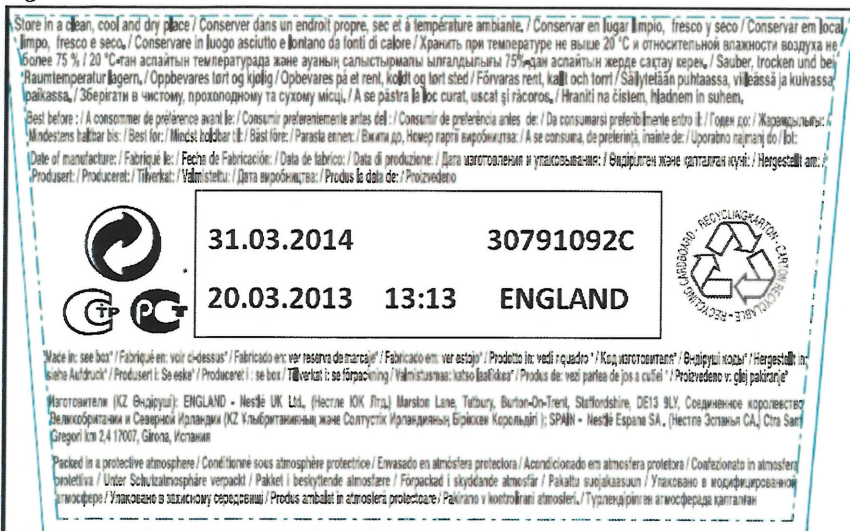 Store in a clean, cool and dry place / Conserver dans un endroit propre, sec et à température ambiante. / Conservar en lugar limpio, fresco y seco / Conservar em local
limpo, fresco e seco. / Conservare in luogo asciutto e lontano da fonti di calore / Хранить при температуре не выше 20 °C и относительной влажности воздуха не
более 75 % / 20 °C-тан аспайтын температурада және ауаның салыстырмалы ылғалдылығы 75%-дан аспайтын жерде сақтау керек. / Sauber, trocken und bei
Raumtemperatur lagern. / Oppbevares tørt og kjølig / Opbevares på et rent, koldt og tørt sted / Förvaras rent, kallt och torrt / Säilytetään puhtaassa, viileässä ja kuivassa
paikassa. / Зберігати в чистому, прохолодному та сухому місці. / A se păstra la loc curat, uscat și răcoros. / Hraniti na čistem, hladnem in suhem.
Best before : / A consommer de préférence avant le: / Consumir preferentemente antes del : / Consumir de preferência antes de: / Da consumarsi preferibilmente entro il: / Годен до: / Жарамдылығы: /
Mindestens haltbar bis: / Best før: / Mindst holdbar til: / Bäst före: / Parasta ennen: / Вжити до, Номер партії виробництва: / A se consuma, de preferință, înainte de: / Uporabno najmanj do / lot:
Date of manufacture: / Fabriqué le: / Fecha de Fabricación: / Data de fabrico: / Data di produzione: / Дата изготовления и упаковывания: / Өндірілген және қапталған күні: / Hergestellt am: /
Produsert: / Produceret: / Tillverkat: / Valmistettu: / Дата виробництва: / Produs la data de: / Proizvedeno
31.03.2014 30791092C
20.03.2013 13:13 ENGLAND
CARDBOARD - RECYCLINGKARTON - CARTON RECYCLABLE - RECYCLING
Made in: see box* / Fabriqué en: voir ci-dessus* / Fabricado en: ver reserva de marcaje* / Fabricado em: ver estojo* / Prodotto in: vedi riquadro * / Код изготовителя* / Өндіруші коды* / Hergestellt in:
siehe Aufdruck* / Produsert i: Se eske* / Produceret i : se box / Tillverkat i: se förpackning / Valmistusmaa: katso laatikkea* / Produs de: vezi partea de jos a cutiei * / Proizvedeno v: glej pakiranje*
Изготовители (KZ Өндіруші): ENGLAND - Nestlé UK Ltd., (Нестле ЮК Лтд.) Marston Lane, Tutbury, Burton-On-Trent, Staffordshire, DE13 9LY, Соединенное королевство
Великобритании и Северной Ирландии (KZ Ұлыбританияның және Солтүстік Ирландияның Біріккен Корольдігі ); SPAIN - Nestlé Espana SA , (Нестле Эспанья СА,) Ctra Sant
Gregori km 2,4 17007, Girona, Испания
Packed in a protective atmosphere / Conditionné sous atmosphère protectrice / Envasado en atmósfera protectora / Acondicionado em atmosfera protetora / Confezionato in atmosfera
protettiva / Unter Schutzatmosphäre verpackt / Pakket i beskyttende atmosfære / Förpackad i skyddande atmosfär / Pakattu suojakaasuun / Упаковано в модифицированной
атмосфере / Упаковано в захисному середовищі / Produs ambalat in atmosferă protectoare / Pakirano v kontrolirani atmosferi. / Түрлендірілген атмосферада қапталған